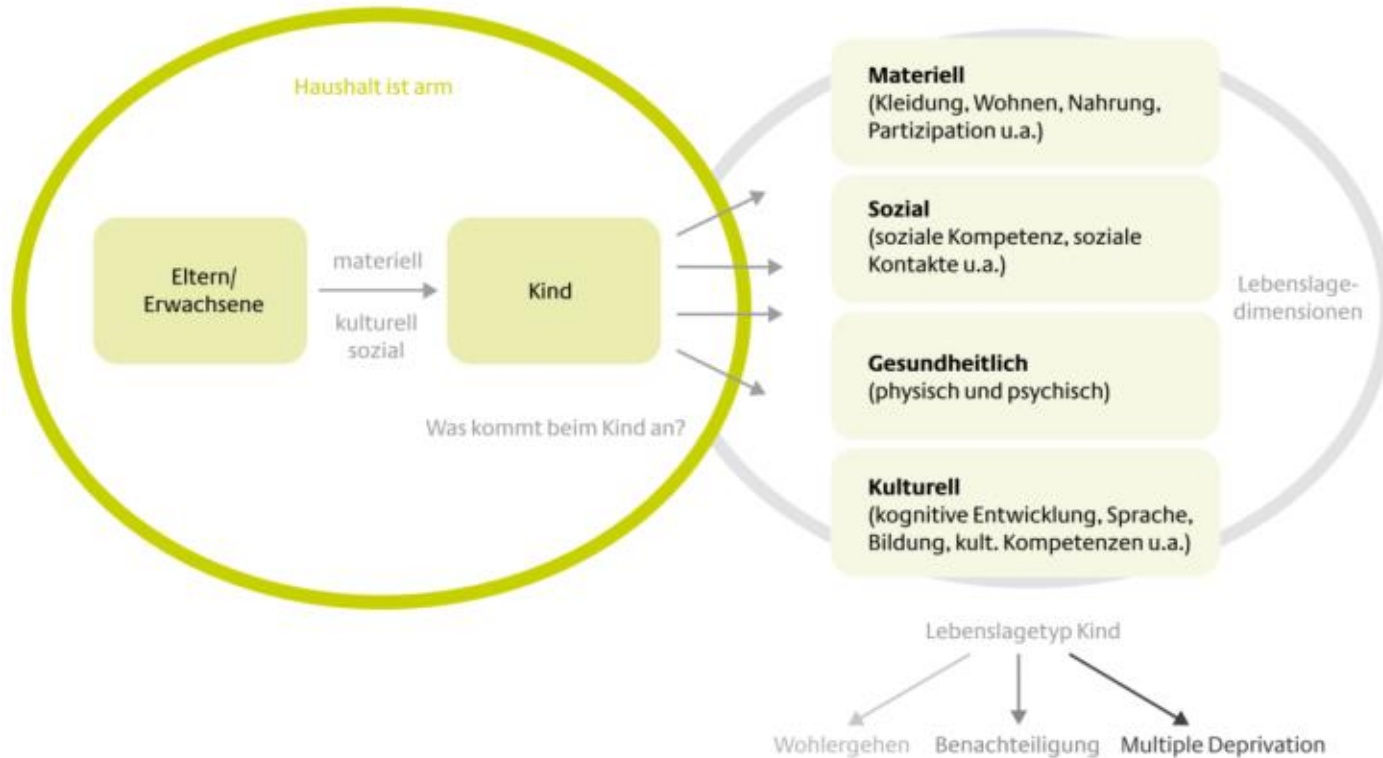 Haushalt ist arm
Eltern/
Erwachsene
materiell
kulturell
sozial
Kind
Was kommt beim Kind an?
Materiell
(Kleidung, Wohnen, Nahrung,
Partizipation u.a.)
Sozial
(soziale Kompetenz, soziale
Kontakte u.a.)
Gesundheitlich
(physisch und psychisch)
Kulturell
(kognitive Entwicklung, Sprache,
Bildung, kult. Kompetenzen u.a.)
Lebenslage-
dimensionen
Lebenslagetyp Kind
Wohlergehen
Benachteiligung
Multiple Deprivation